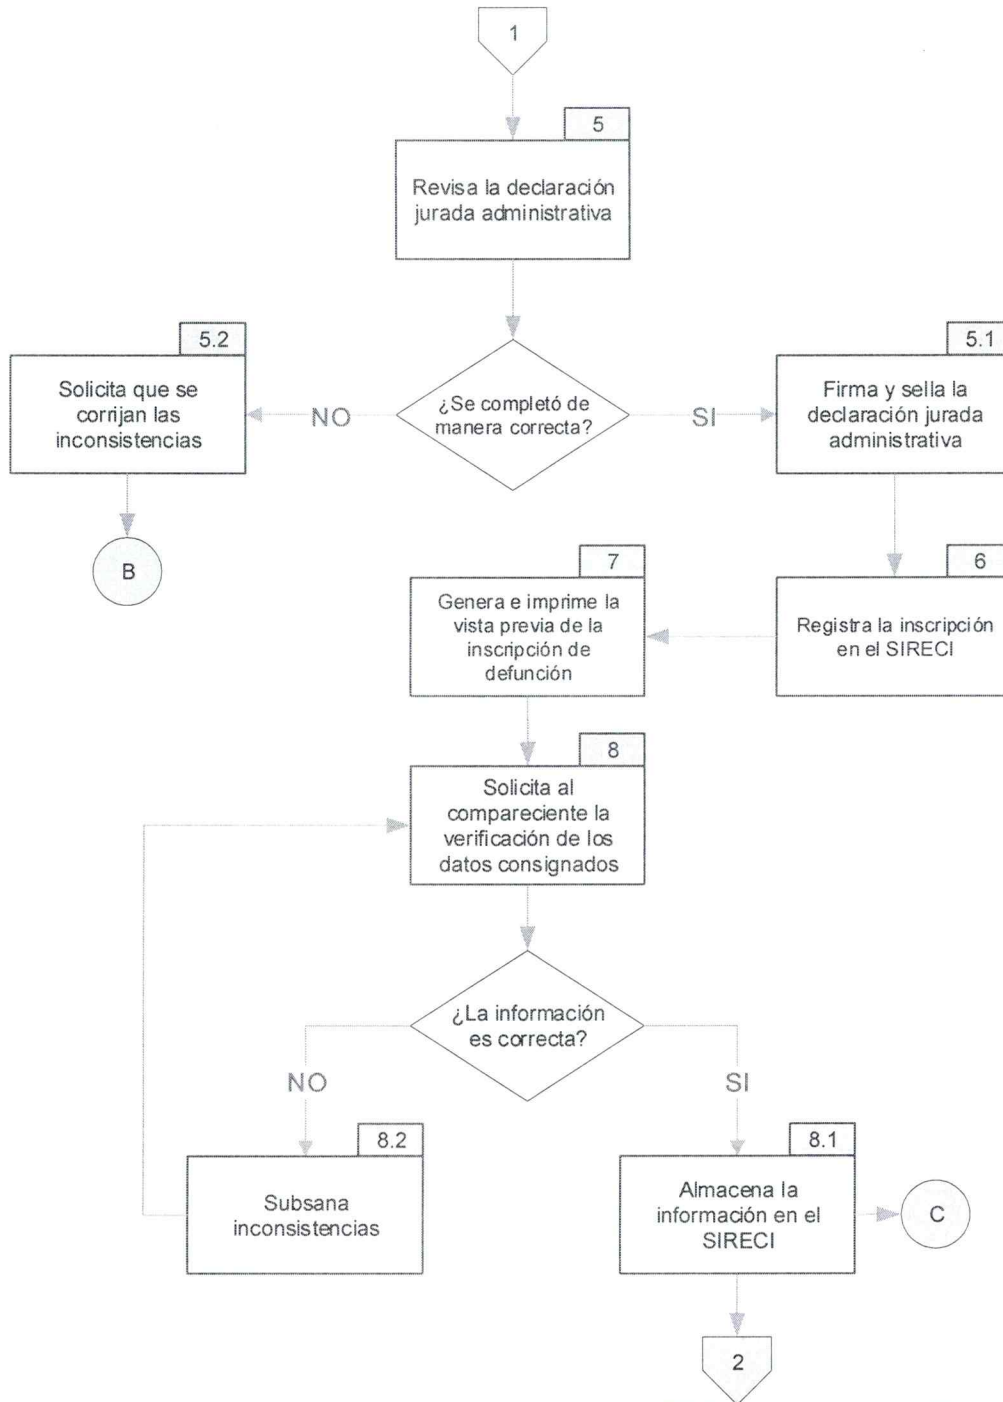 1
5
Revisa la declaración
jurada administrativa
¿Se completó de
manera correcta?
NO
SI
5.2
Solicita que se
corrijan las
inconsistencias
B
5.1
Firma y sella la
declaración jurada
administrativa
6
Registra la inscripción
en el SIRECI
7
Genera e imprime la
vista previa de la
inscripción de
defunción
8
Solicita al
compareciente la
verificación de los
datos consignados
¿La información
es correcta?
NO
SI
8.2
Subsana
inconsistencias
8.1
Almacena la
información en el
SIRECI
C
2